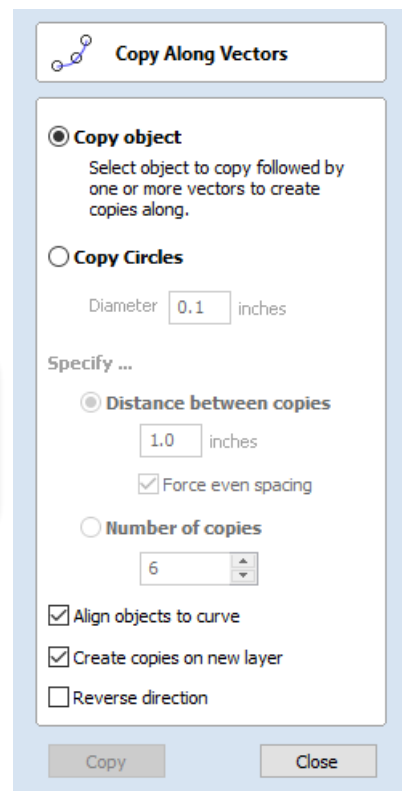 Copy Along Vectors
Copy object
Select object to copy followed by
one or more vectors to create
copies along.
Copy Circles
Diameter 0.1 inches
Specify ...
Distance between copies
1.0 inches
Force even spacing
Number of copies
6
Align objects to curve
Create copies on new layer
Reverse direction
Copy Close